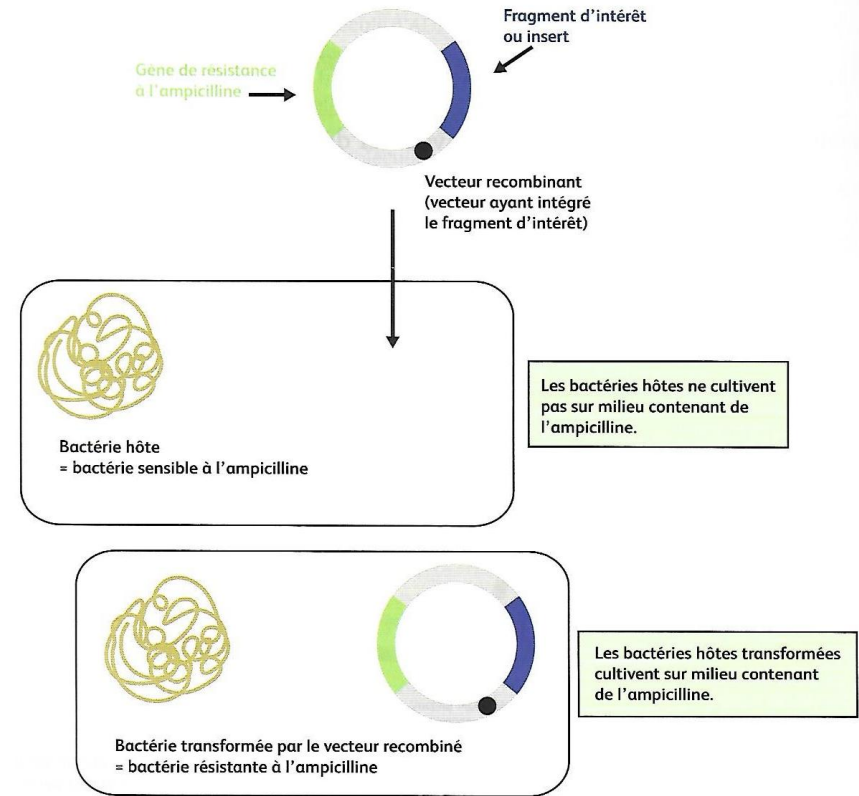 Fragment d'intérêt
ou insert
Gène de résistance
à l'ampicilline
Vecteur recombinant
(vecteur ayant intégré
le fragment d'intérêt)
Les bactéries hôtes ne cultivent
pas sur milieu contenant de
l'ampicilline.
Bactérie hôte
= bactérie sensible à l'ampicilline
Les bactéries hôtes transformées
cultivent sur milieu contenant
de l'ampicilline.
Bactérie transformée par le vecteur recombiné
= bactérie résistante à l'ampicilline